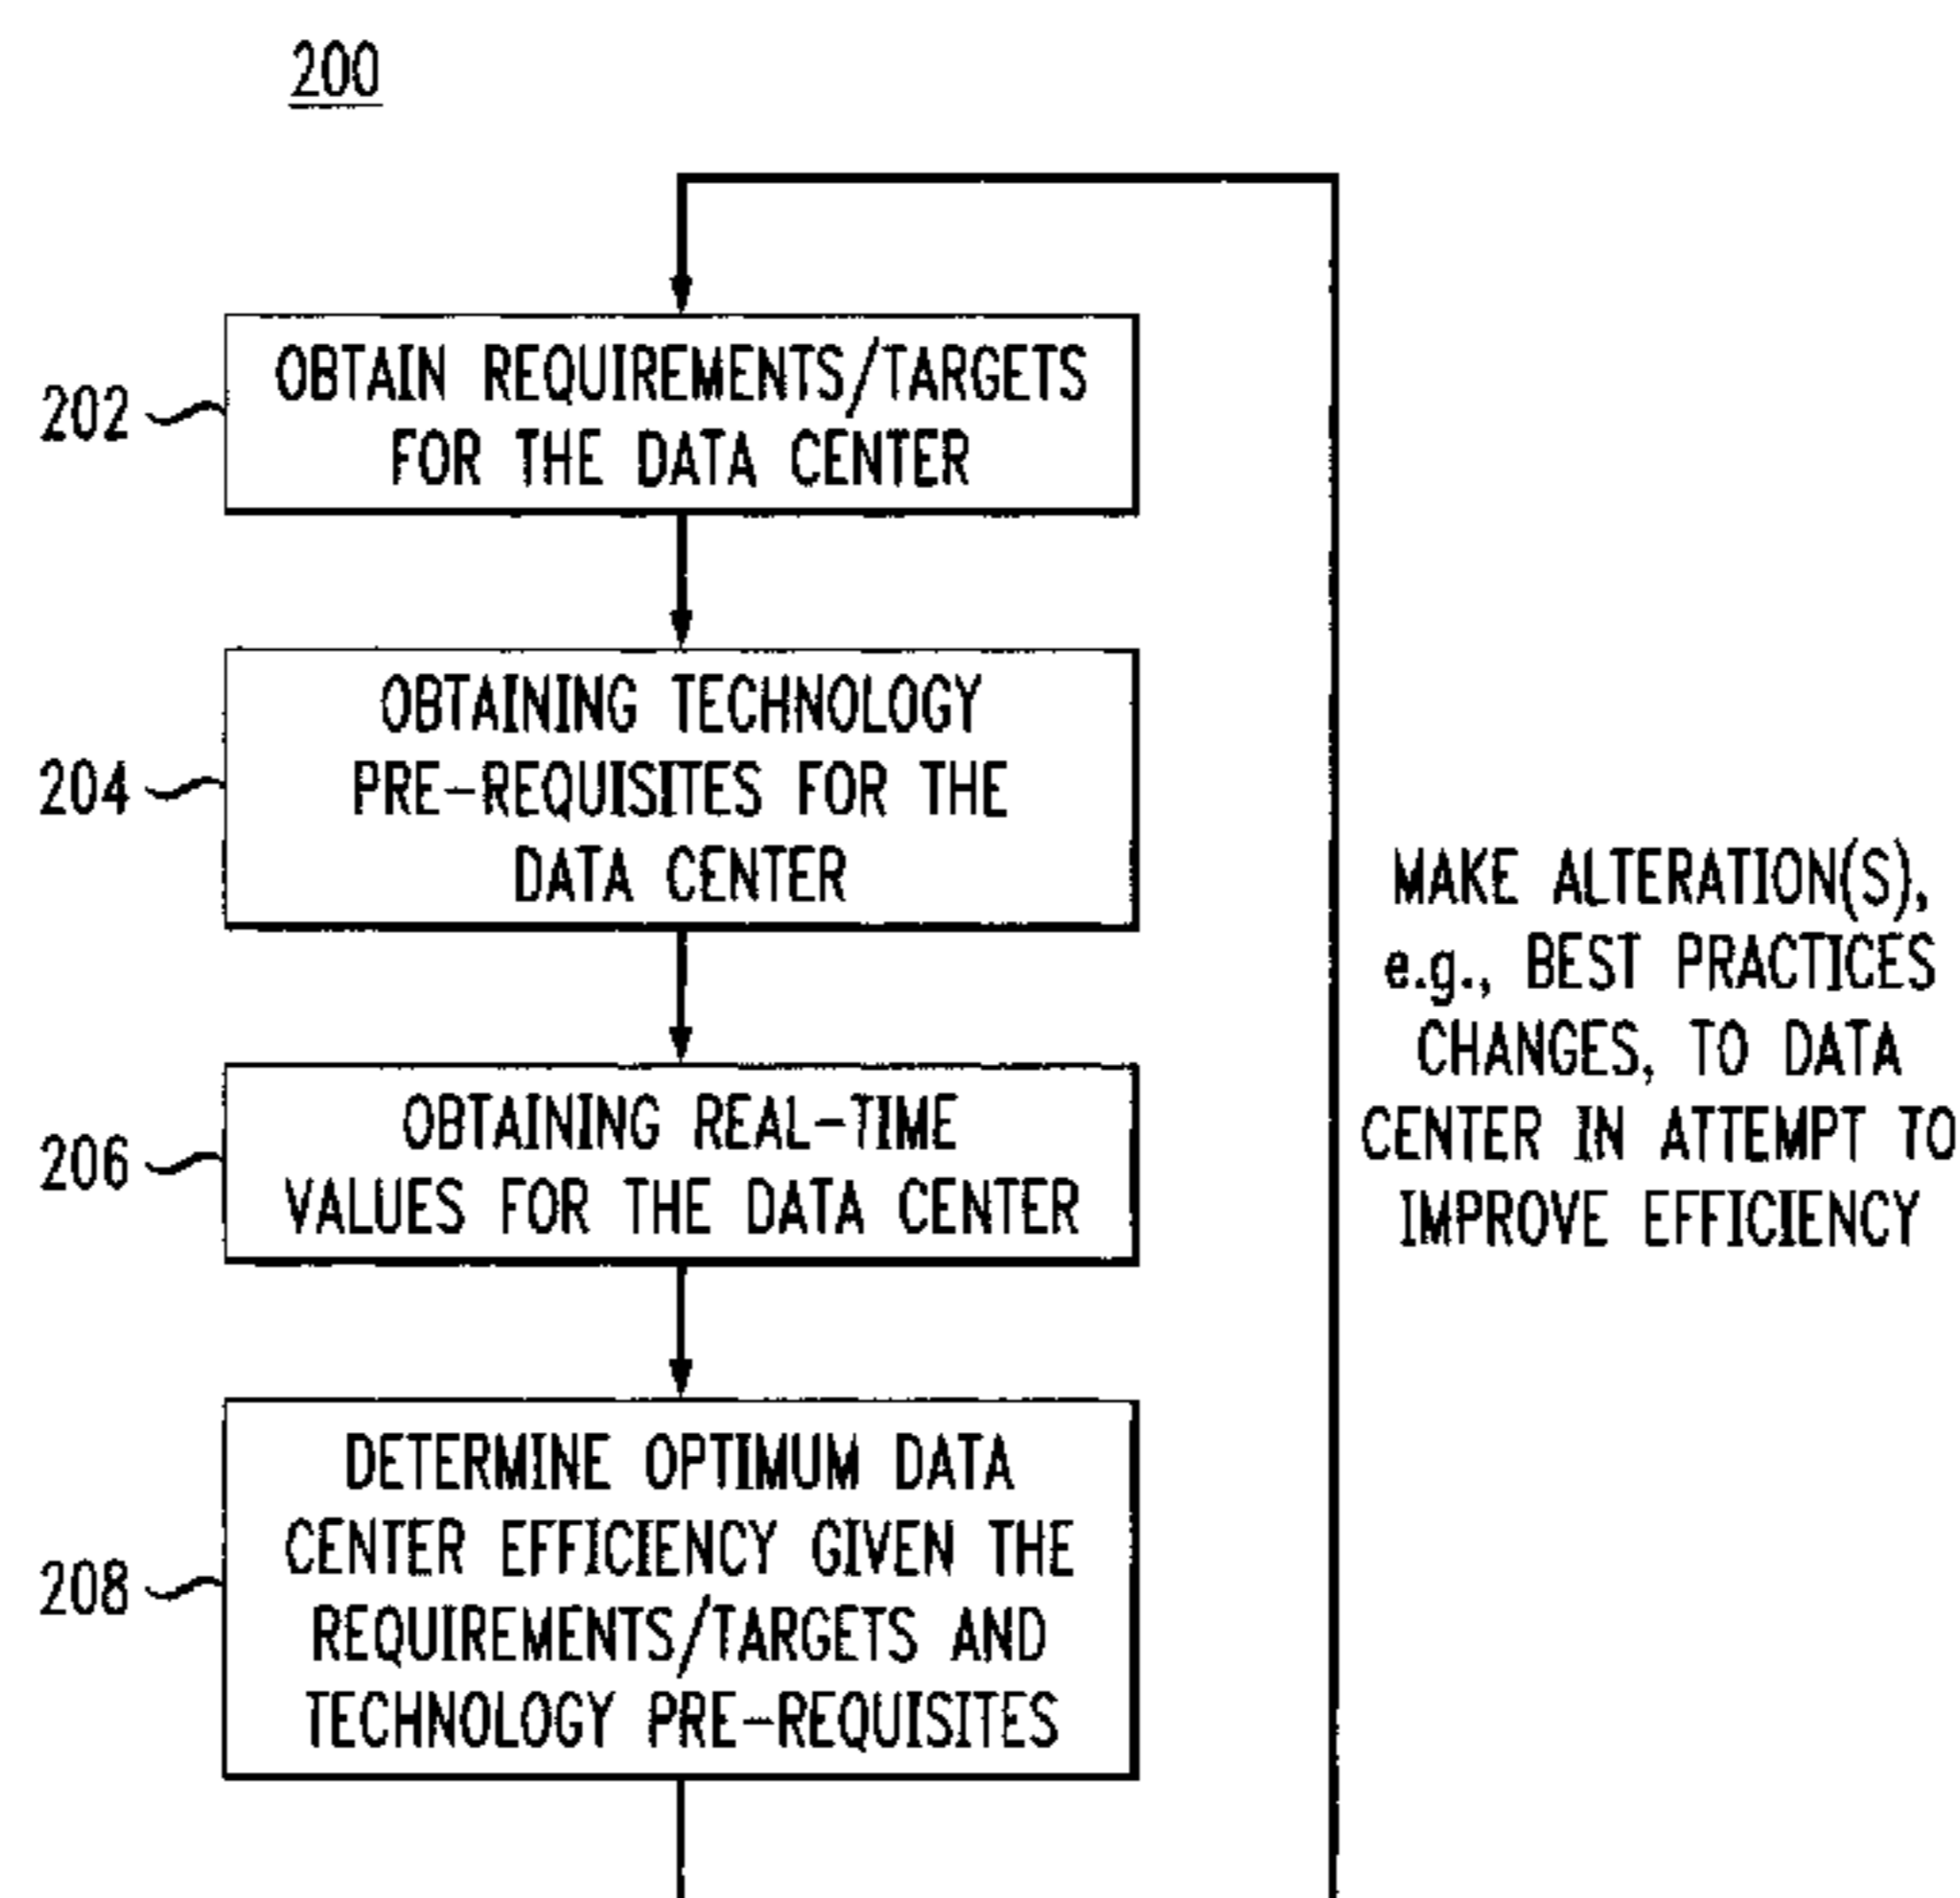 200
202
OBTAIN REQUIREMENTS/TARGETS
FOR THE DATA CENTER
204
OBTAINING TECHNOLOGY
PRE-REQUISITES FOR THE
DATA CENTER
206
OBTAINING REAL-TIME
VALUES FOR THE DATA CENTER
208
DETERMINE OPTIMUM DATA
CENTER EFFICIENCY GIVEN THE
REQUIREMENTS/TARGETS AND
TECHNOLOGY PRE-REQUISITES
MAKE ALTERATION(S),
e.g., BEST PRACTICES
CHANGES, TO DATA
CENTER IN ATTEMPT TO
IMPROVE EFFICIENCY